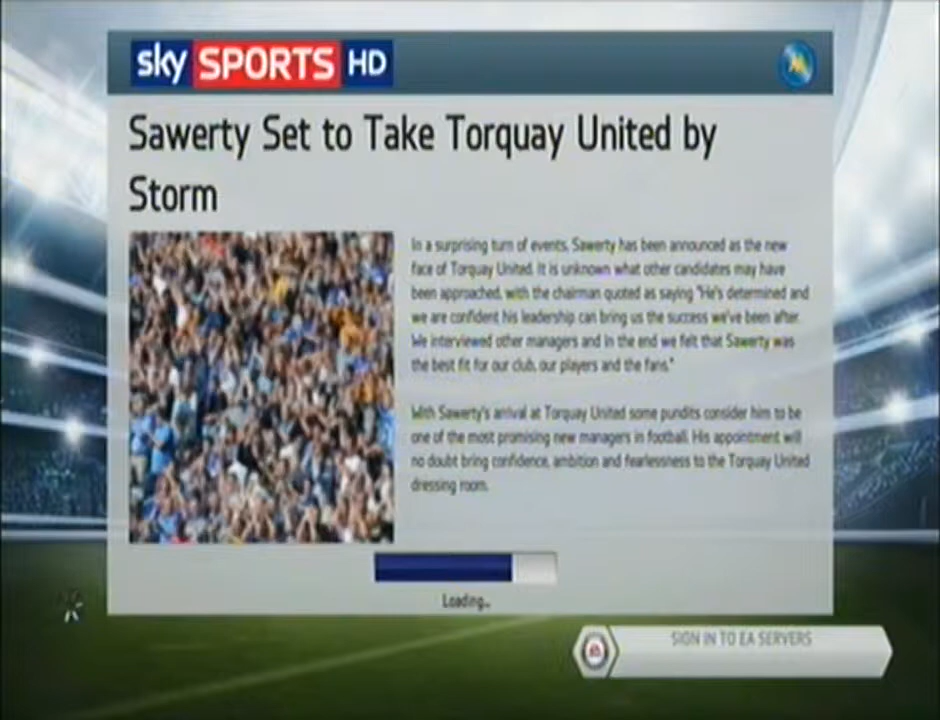 sky SPORTS HD
Sawerty Set to Take Torquay United by
Storm
In a surprising turn of events, Sawerty has been announced as the new
face of Torquay United. It is unknown what other candidates may have
been approached, with the chairman quoted as saying "He's determined and
we are confident his leadership can bring us the success we've been after.
We interviewed other managers and in the end we felt that Sawerty was
the best fit for our club, our players and the fans."
With Sawerty's arrival at Torquay United some pundits consider him to be
one of the most promising new managers in football. His appointment will
no doubt bring confidence, ambition and fearlessness to the Torquay United
dressing room.
Loading...
EA SIGN IN TO EA SERVERS